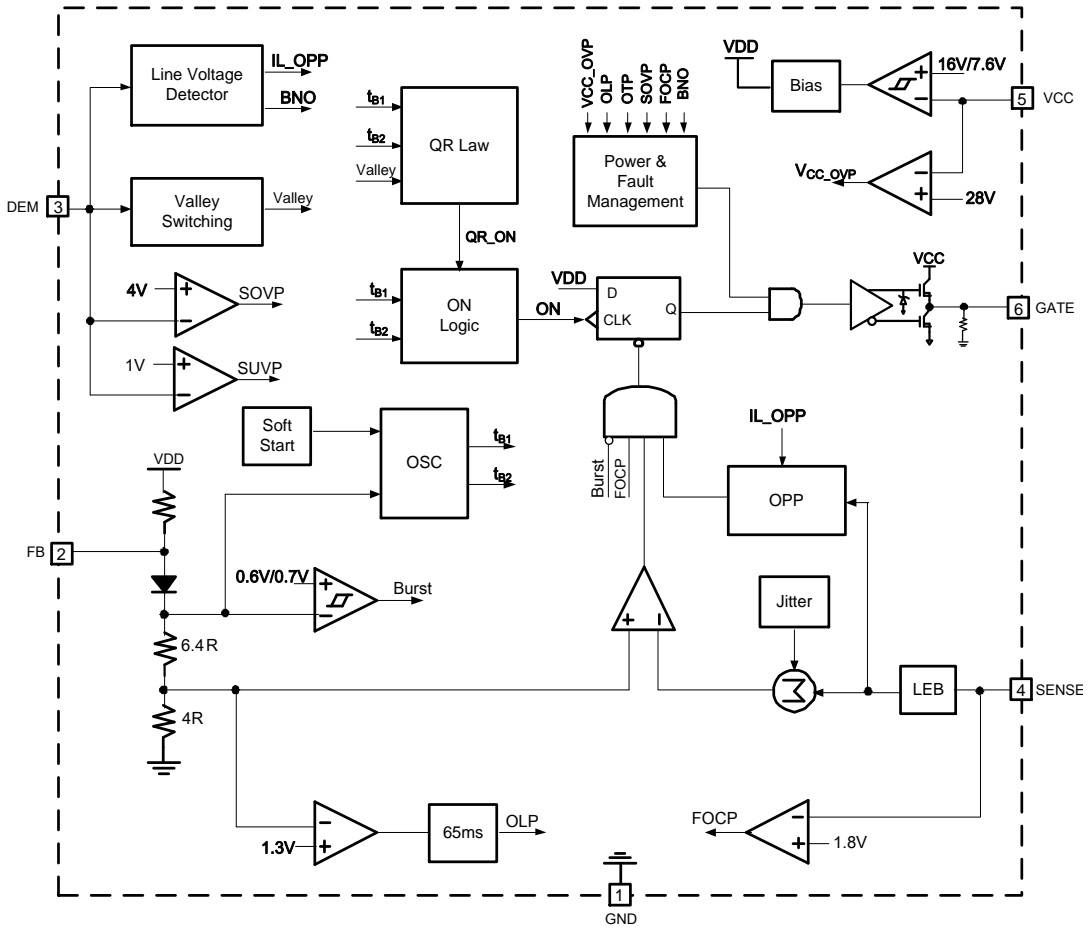 Line Voltage
Detector
IL_OPP
BNO
DEM
3
Valley
Switching
Valley
4V
SOVP
1V
SUVP
tB1
tB2
Valley
QR Law
QR_ON
tB1
tB2
ON
Logic
ON
VCC_OVP
OLP
OTP
SOVP
FOCP
BNO
Power &
Fault
Management
VDD
Bias
16V/7.6V
5
VCC
VCC_OVP
28V
VDD
D
CLK
Q
VCC
6
GATE
Soft
Start
OSC
tB1
tB2
Burst
FOCP
IL_OPP
OPP
VDD
FB
2
0.6V/0.7V
Burst
6.4R
4R
Jitter
Σ
LEB
4
SENSE
1.3V
65ms
OLP
FOCP
1.8V
1
GND